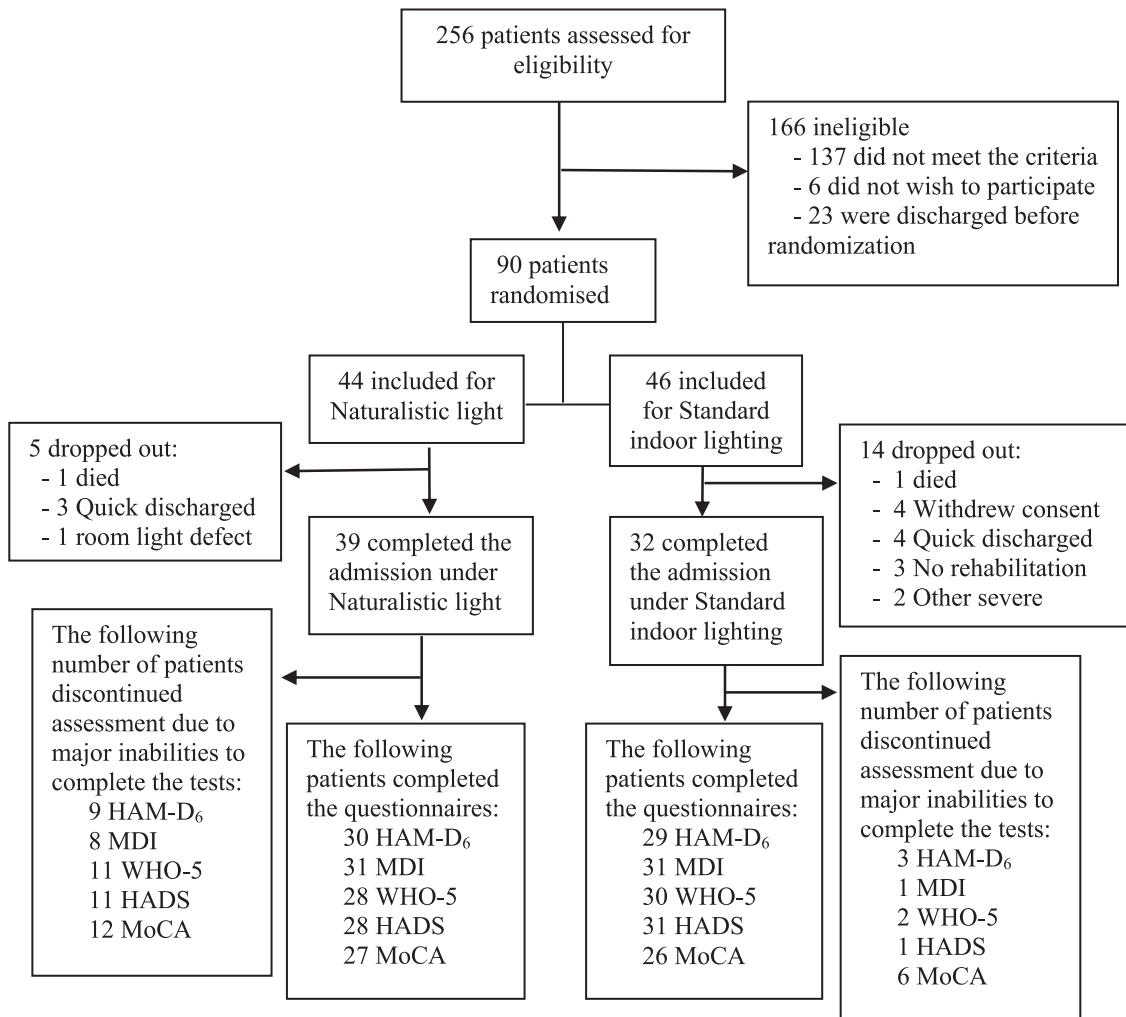 256 patients assessed for
eligibility
166 ineligible
- 137 did not meet the criteria
- 6 did not wish to participate
- 23 were discharged before
randomization
90 patients
randomised
44 included for
Naturalistic light
46 included
for Standard
indoor lighting
5 dropped out:
- 1 died
- 3 Quick discharged
- 1 room light defect
14 dropped out:
- 1 died
- 4 Withdrew consent
- 4 Quick discharged
- 3 No rehabilitation
- 2 Other severe
39 completed the
admission under
Naturalistic light
32 completed
the admission
under Standard
indoor lighting
The following
number of patients
discontinued
assessment due to
major inabilities to
complete the tests:
9 HAM-D₆
8 MDI
11 WHO-5
11 HADS
12 MoCA
The following
patients completed
the questionnaires:
30 HAM-D₆
31 MDI
28 WHO-5
28 HADS
27 MoCA
The following
patients completed
the questionnaires:
29 HAM-D₆
31 MDI
30 WHO-5
31 HADS
26 MoCA
The following
number of patients
discontinued
assessment due to
major inabilities to
complete the tests:
3 HAM-D₆
1 MDI
2 WHO-5
1 HADS
6 MoCA